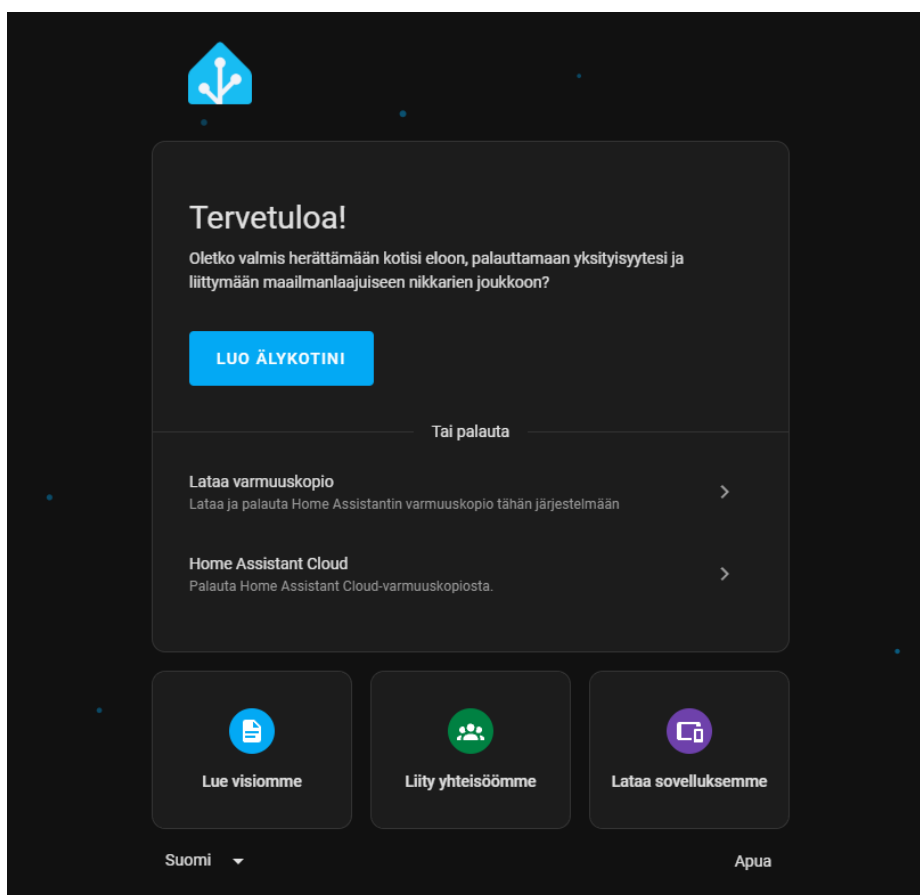 Tervetuloa!
Oletko valmis herättämään kotisi eloon, palauttamaan yksityisyytesi ja
liittymään maailmanlaajuiseen nikkarien joukkoon?
LUO ÄLYKOTINI
Tai palauta
Lataa varmuuskopio
Lataa ja palauta Home Assistantin varmuuskopio tähän järjestelmään
Home Assistant Cloud
Palauta Home Assistant Cloud-varmuuskopiosta.
Lue visiomme
Liity yhteisöömme
Lataa sovelluksemme
Suomi
Apua